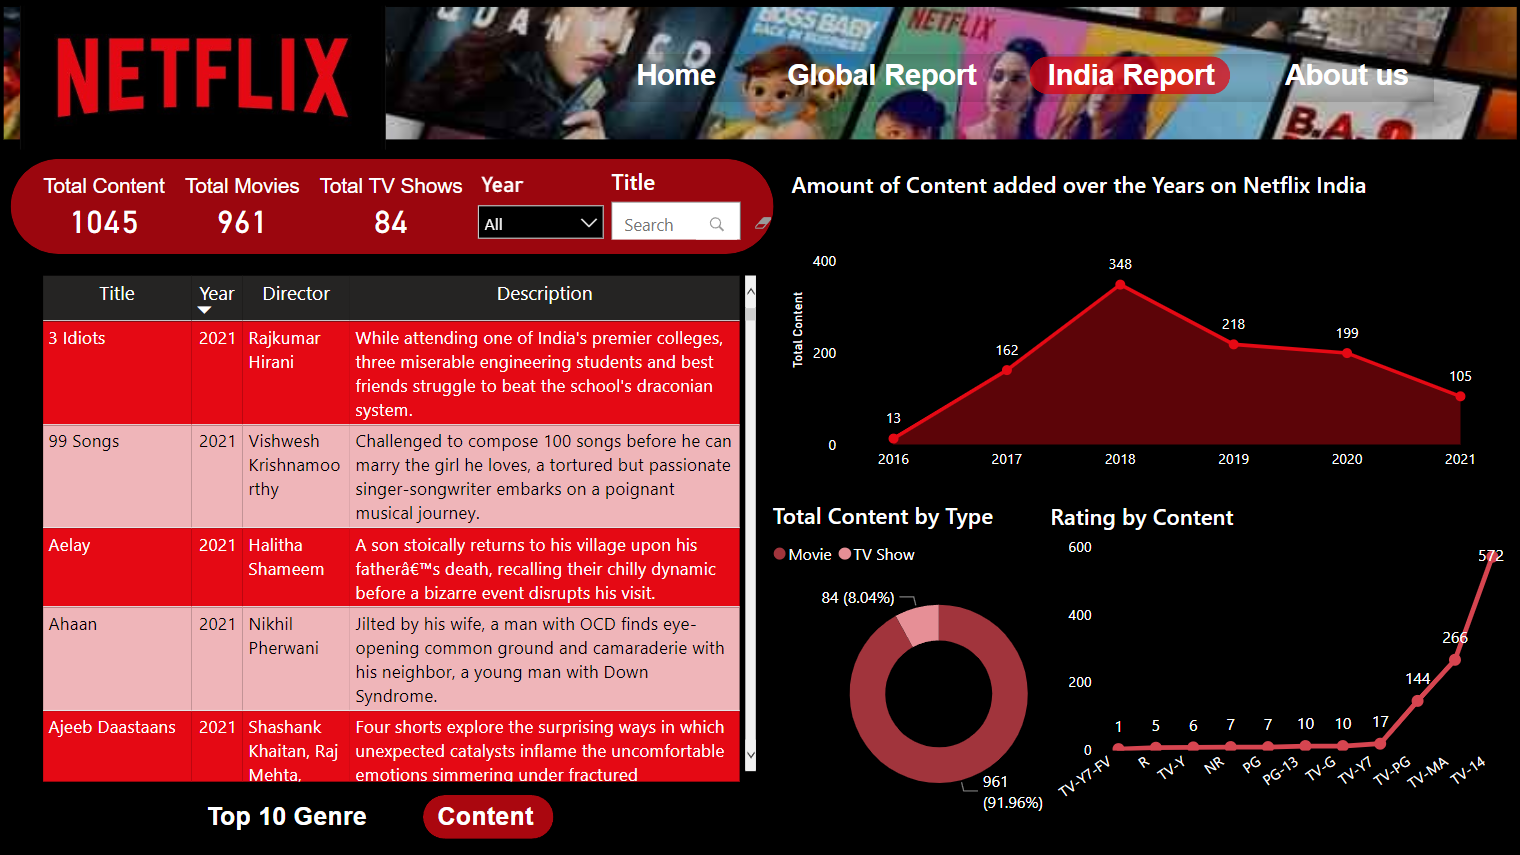 NETFLIX
QUANTICO
BOSS BABY
BACK IN BUSINESS
NETFLIX
B.A.
Home
Global Report
India Report
About us
Total Content
Total Movies
Total TV Shows
Year
Title
1045
961
84
All
Search
Title
Year
Director
Description
3 Idiots
2021
Rajkumar
Hirani
While attending one of India's premier colleges,
three miserable engineering students and best
friends struggle to beat the school's draconian
system.
99 Songs
2021
Vishwesh
Krishnamoo
rthy
Challenged to compose 100 songs before he can
marry the girl he loves, a tortured but passionate
singer-songwriter embarks on a poignant
musical journey.
Aelay
2021
Halitha
Shameem
A son stoically returns to his village upon his
fatherâ€™s death, recalling their chilly dynamic
before a bizarre event disrupts his visit.
Ahaan
2021
Nikhil
Pherwani
Jilted by his wife, a man with OCD finds eye-
opening common ground and camaraderie with
his neighbor, a young man with Down
Syndrome.
Ajeeb Daastaans
2021
Shashank
Khaitan, Raj
Mehta,
Four shorts explore the surprising ways in which
unexpected catalysts inflame the uncomfortable
emotions simmering under fractured
Top 10 Genre
Content
Amount of Content added over the Years on Netflix India
Total Content
400
200
0
13
162
348
218
199
105
2016
2017
2018
2019
2020
2021
Total Content by Type
Movie
TV Show
84 (8.04%)
961
(91.96%)
Rating by Content
600
400
200
0
1
5
6
7
7
10
10
17
144
266
572
TV-Y7-FV
R
TV-Y
NR
PG
PG-13
TV-G
TV-Y7
TV-PG
TV-MA
TV-14